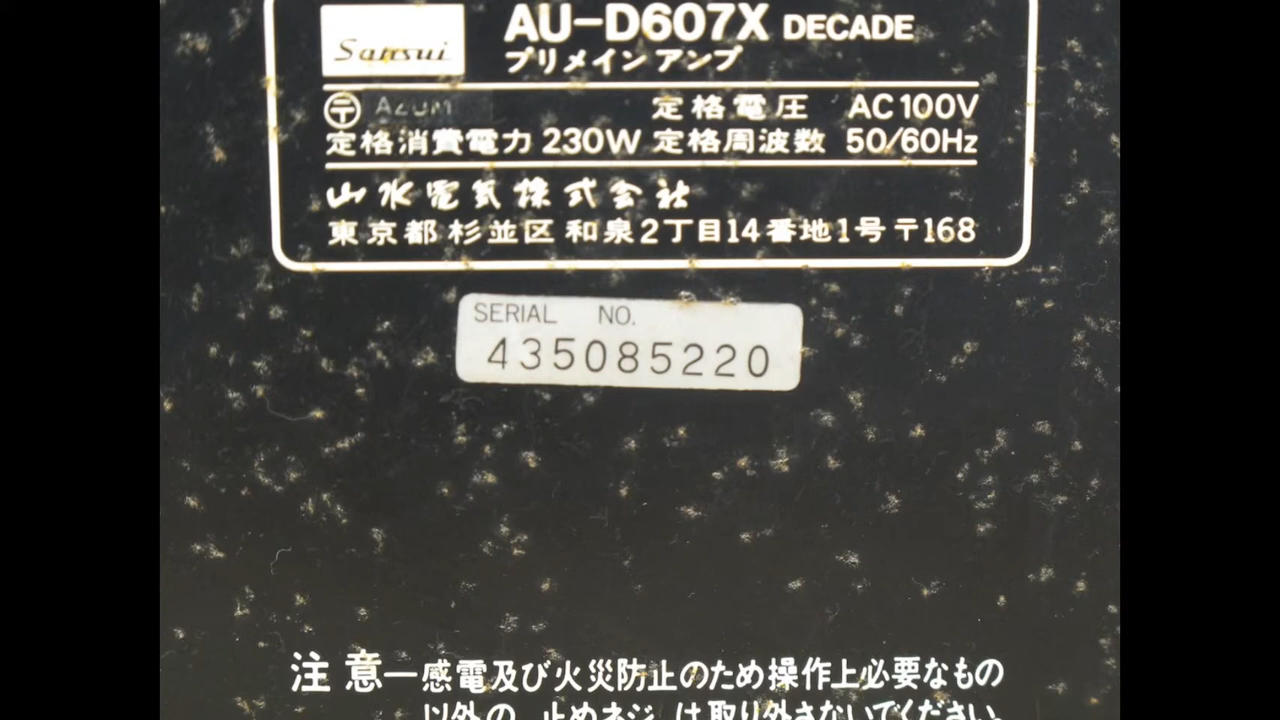 Sansui
AU-D607X DECADE
プリメイン アンプ
〒 定格電圧 AC100V
定格消費電力 230W 定格周波数 50/60Hz
山水電気株式会社
東京都杉並区和泉2丁目14番地1号〒168
SERIAL NO.
435085220
注意―感電及び火災防止のため操作上必要なもの
以外の 止めネジ は取り外さないでください。